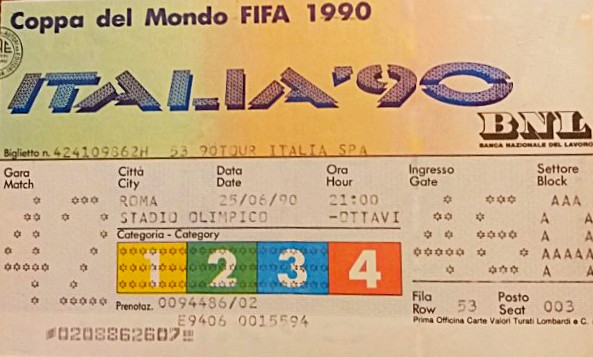 Coppa del Mondo FIFA 1990
ITALIA'90
BNL
BANCA NAZIONALE DEL LAVORO
Biglietto n. 424109862H 53 90TOUR ITALIA SPA
Gara Città Data Ora Ingresso Settore
Match City Date Hour Gate Block
ROMA 25/06/90 21:00
STADIO OLIMPICO -OTTAVI
Categoria - Category
1 2 3 4
Prenotaz. 0094486/02
E9406 0015594
Fila Posto
Row 53 Seat 003
Prima Officina Carte Valori Turati Lombardi e C.
#0208862607